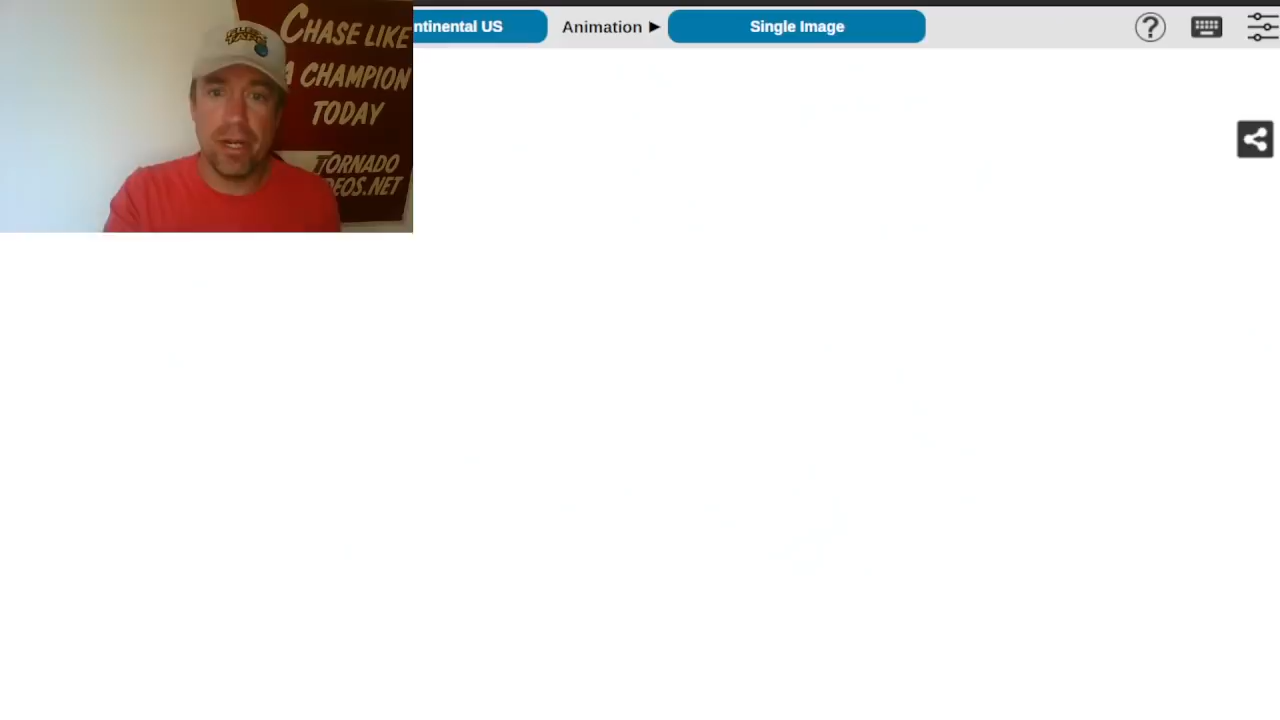 CHASE LIKE
A CHAMPION
TODAY
TORNADO
DEOS.NET
ntinental US
Animation ▶
Single Image
?